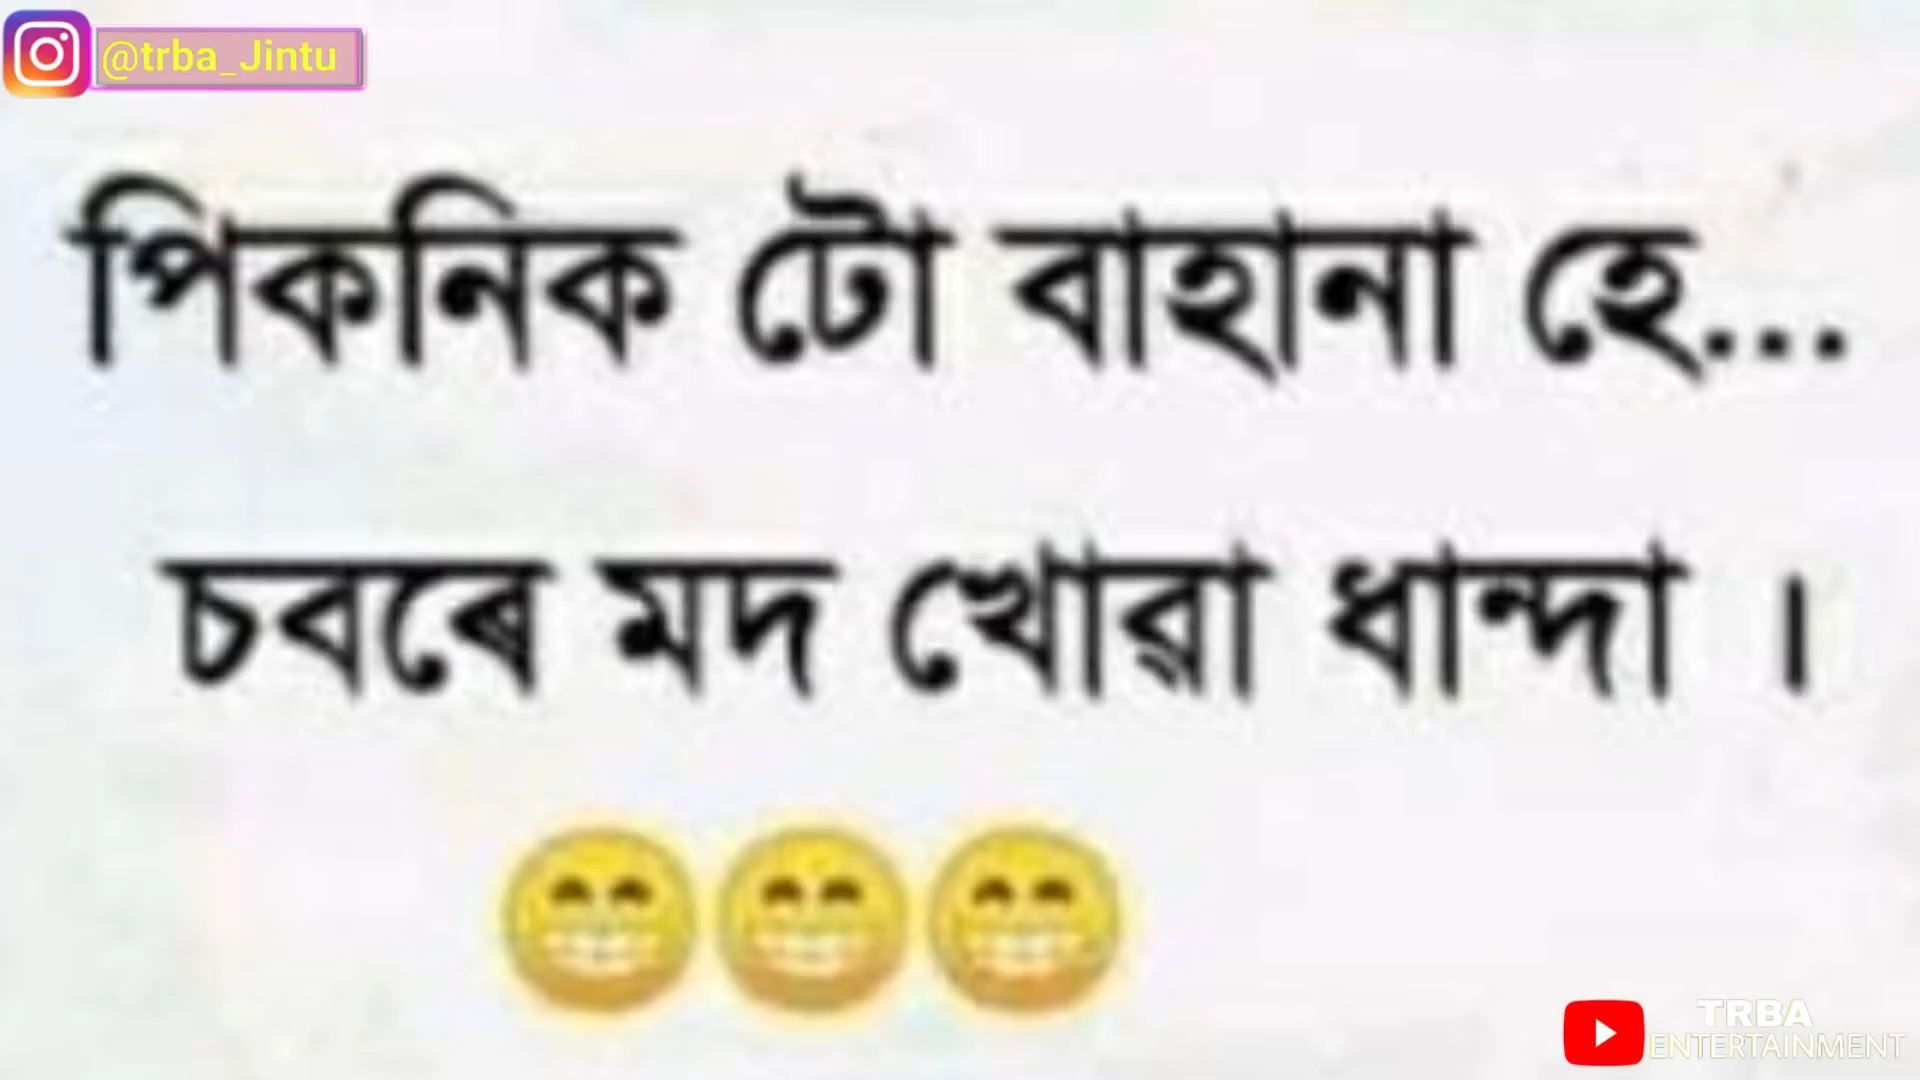 @trba_Jintu
পিকনিক টো বাহানা হে...
চবৰে মদ খোৱা ধান্দা ।
😁😁😁
TRBA
ENTERTAINMENT